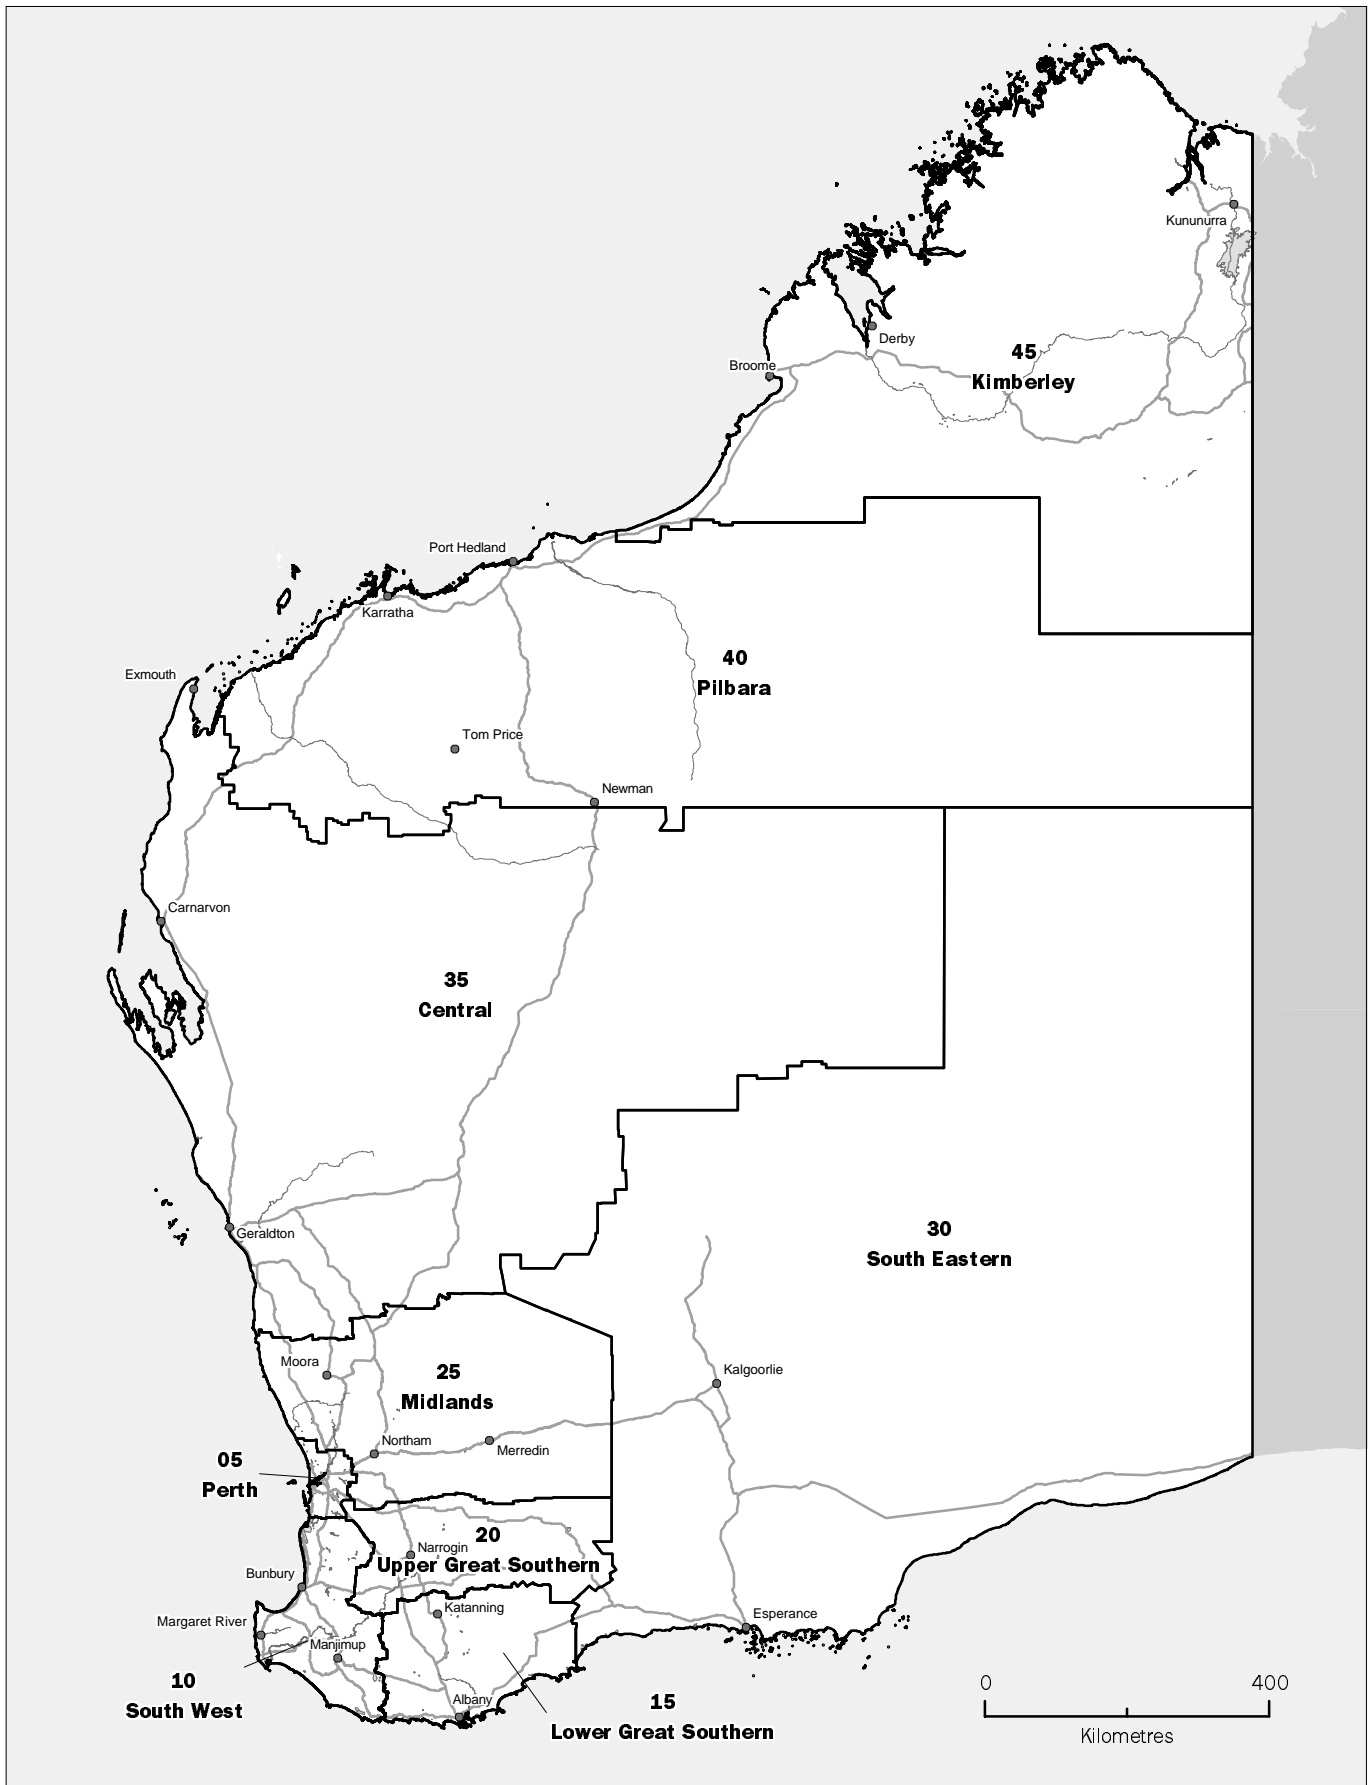 Kununurra
Derby
45
Kimberley
Broome
Port Hedland
Karratha
40
Pilbara
Exmouth
Tom Price
Newman
Carnarvon
35
Central
30
South Eastern
Geraldton
Moora
25
Midlands
Kalgoorlie
Northam
Merredin
05
Perth
20
Upper Great Southern
Narrogin
Bunbury
Katanning
Esperance
Margaret River
Manjimup
10
South West
Albany
15
Lower Great Southern
0 400
Kilometres